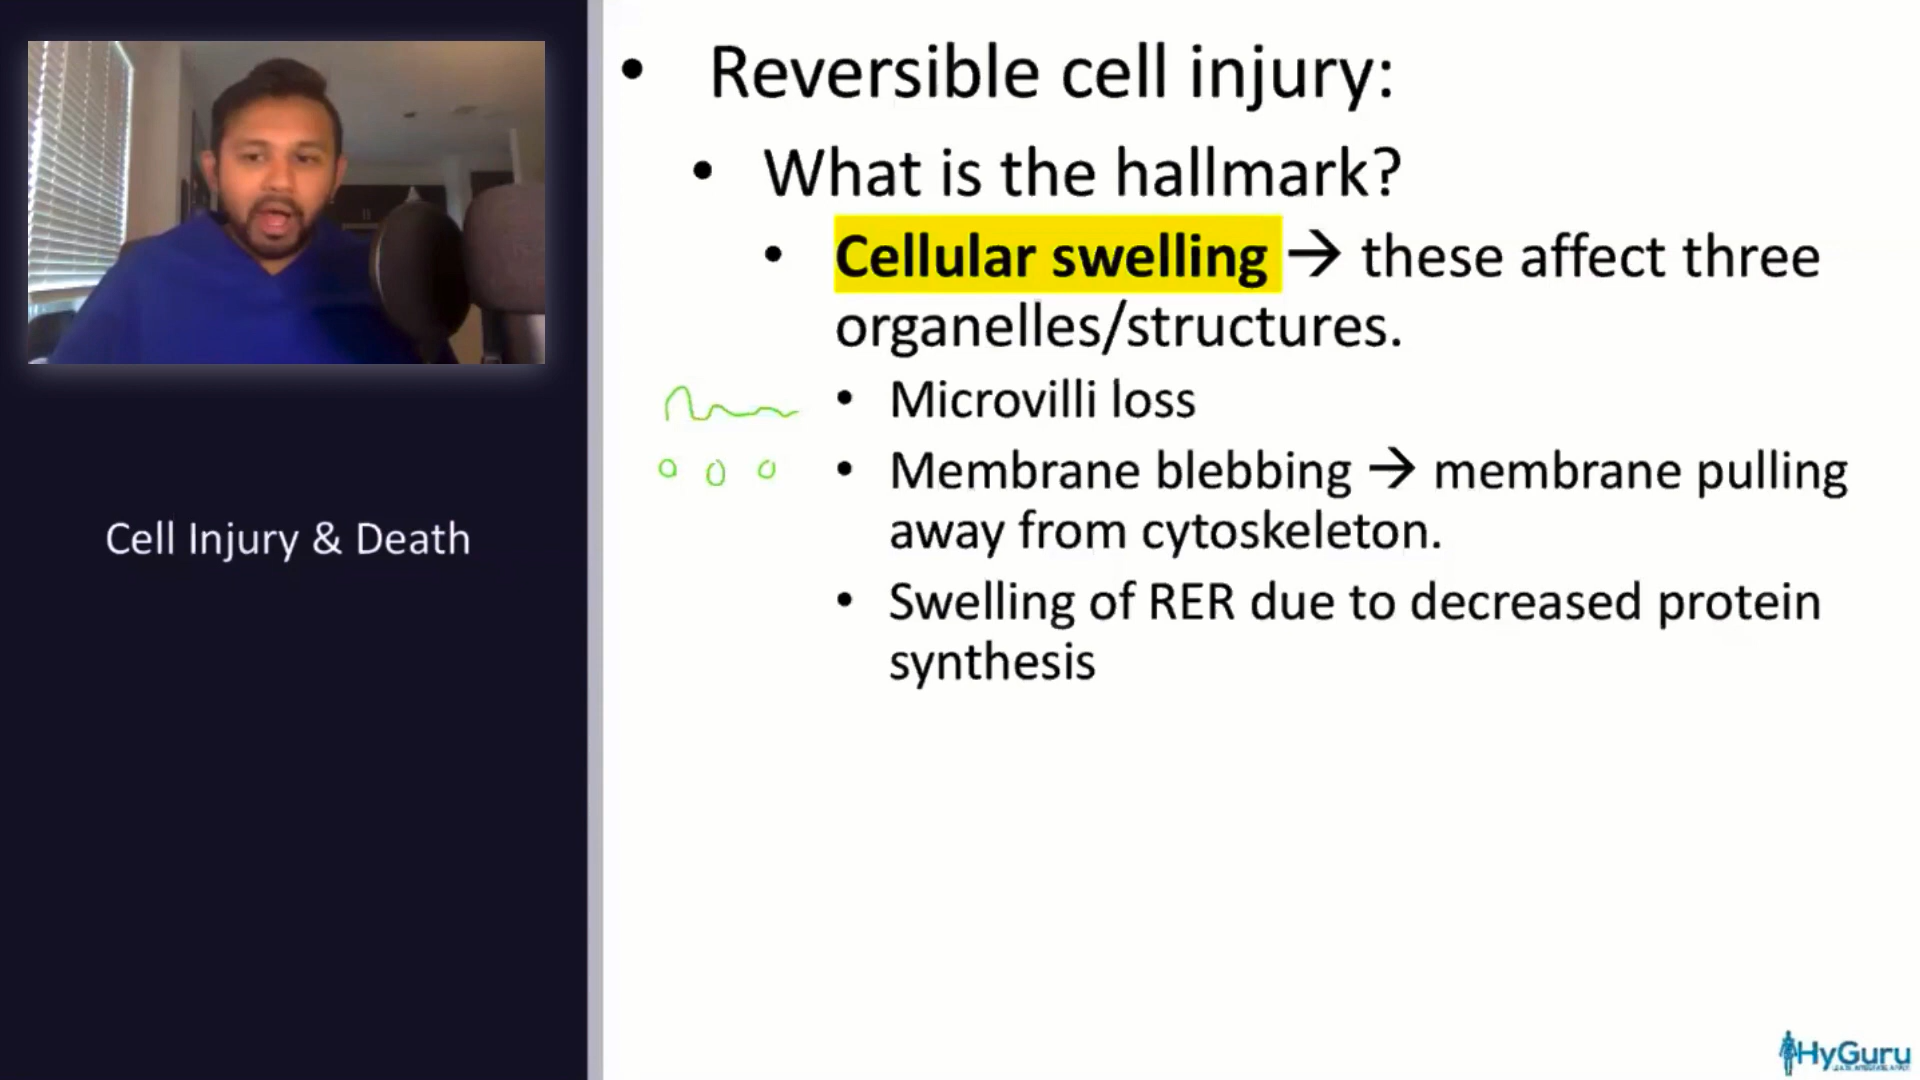 Reversible cell injury:
What is the hallmark?
Cellular swelling → these affect three
organelles/structures.
Microvilli loss
Membrane blebbing → membrane pulling
away from cytoskeleton.
Swelling of RER due to decreased protein
synthesis
Cell Injury & Death
HyGuru